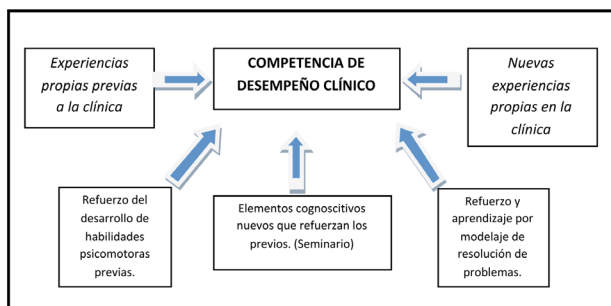 Experiencias
propias previas
a la clínica
COMPETENCIA DE
DESEMPEÑO CLÍNICO
Nuevas
experiencias
propias en la
clínica
Refuerzo del
desarrollo de
habilidades
psicomotoras
previas.
Elementos cognoscitivos
nuevos que refuerzan los
previos. (Seminario)
Refuerzo y
aprendizaje por
modelaje de
resolución de
problemas.